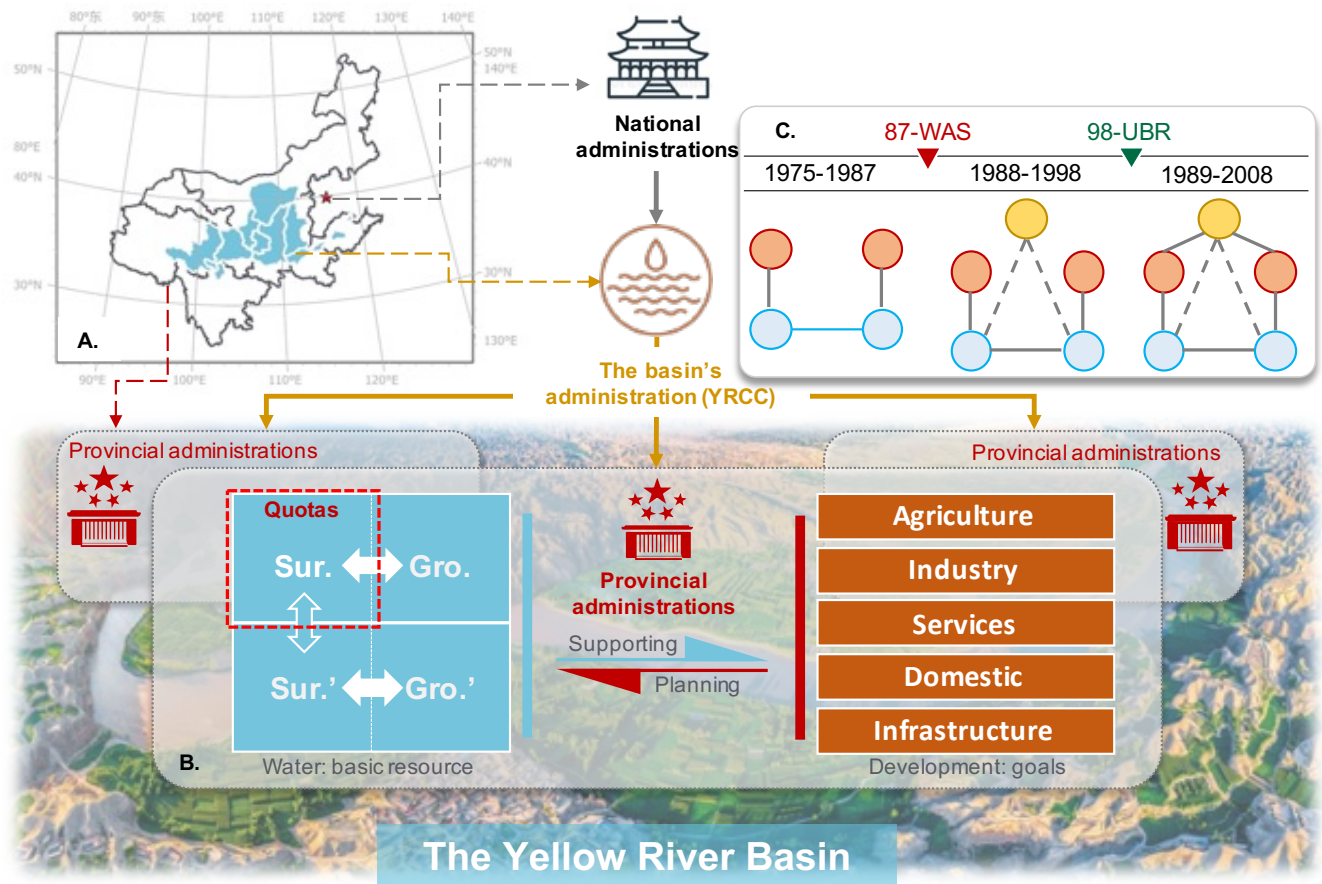 80°东
90°东
100°E
110°E
120°E
130°E
140°E
50°N
50°N
140°E
80°E
40°N
40°N
30°N
30°N
130°E
A.
90°E
100°E
110°E
120°E
National
administrations
C.
87-WAS
98-UBR
1975-1987
1988-1998
1989-2008
The basin's
administration (YRCC)
Provincial administrations
Provincial administrations
Quotas
Sur.
Gro.
Sur.'
Gro.'
B.
Water: basic resource
Provincial
administrations
Supporting
Planning
Agriculture
Industry
Services
Domestic
Infrastructure
Development: goals
The Yellow River Basin